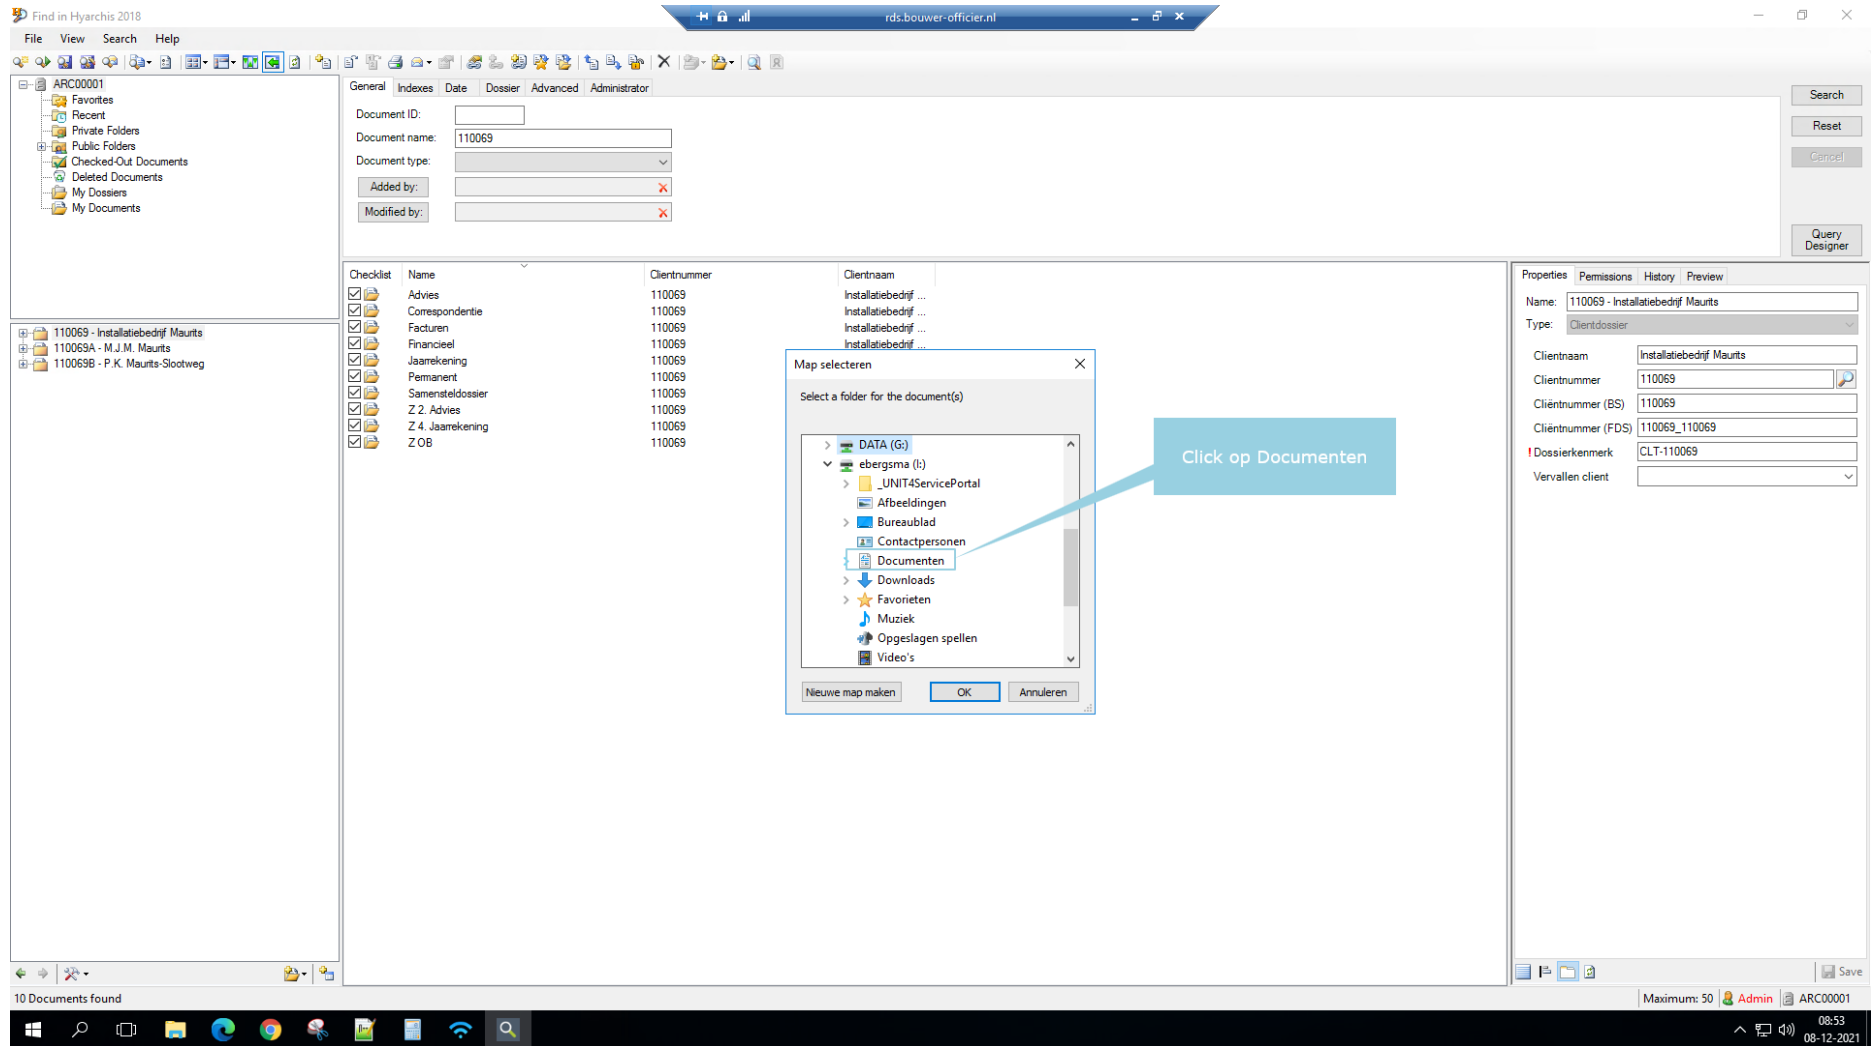 Find in Hyarchis 2018
rds.bouwer-officier.nl
File View Search Help
ARC00001
Favorites
Recent
Private Folders
Public Folders
Checked-Out Documents
Deleted Documents
My Dossiers
My Documents
General Indexes Date Dossier Advanced Administrator
Document ID:
Document name: 110069
Document type:
Added by:
Modified by:
Search
Reset
Cancel
Query
Designer
110069 - Installatiebedrijf Maurits
110069A - M.J.M. Maurits
110069B - P.K. Maurits-Slootweg
Checklist Name Clientnummer Clientnaam
Advies 110069 Installatiebedrijf ...
Correspondentie 110069 Installatiebedrijf ...
Facturen 110069 Installatiebedrijf ...
Financieel 110069 Installatiebedrijf ...
Jaarrekening 110069
Permanent 110069
Samensteldossier 110069
Z 2. Advies 110069
Z 4. Jaarrekening 110069
Z OB 110069
Map selecteren
Select a folder for the document(s)
DATA (G:)
ebergsma (I:)
_UNIT4ServicePortal
Afbeeldingen
Bureaublad
Contactpersonen
Documenten
Downloads
Favorieten
Muziek
Opgeslagen spellen
Video's
Nieuwe map maken OK Annuleren
Click op Documenten
Properties Permissions History Preview
Name: 110069 - Installatiebedrijf Maurits
Type: Clientdossier
Clientnaam Installatiebedrijf Maurits
Clientnummer 110069
Cliëntnummer (BS) 110069
Cliëntnummer (FDS) 110069_110069
! Dossierkenmerk CLT-110069
Vervallen client
Save
10 Documents found
Maximum: 50 Admin ARC00001
08:53
08-12-2021